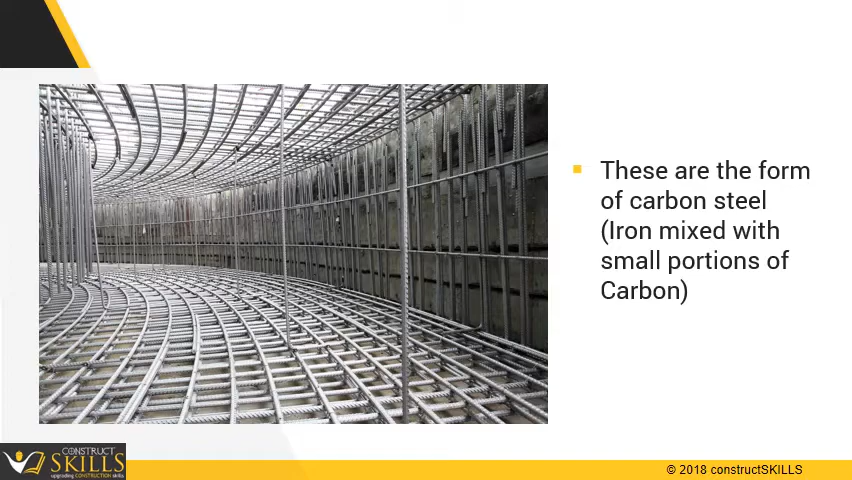 These are the form
of carbon steel
(Iron mixed with
small portions of
Carbon)
CONSTRUCT
SKILLS
upgrading CONSTRUCTION skills
© 2018 constructSKILLS